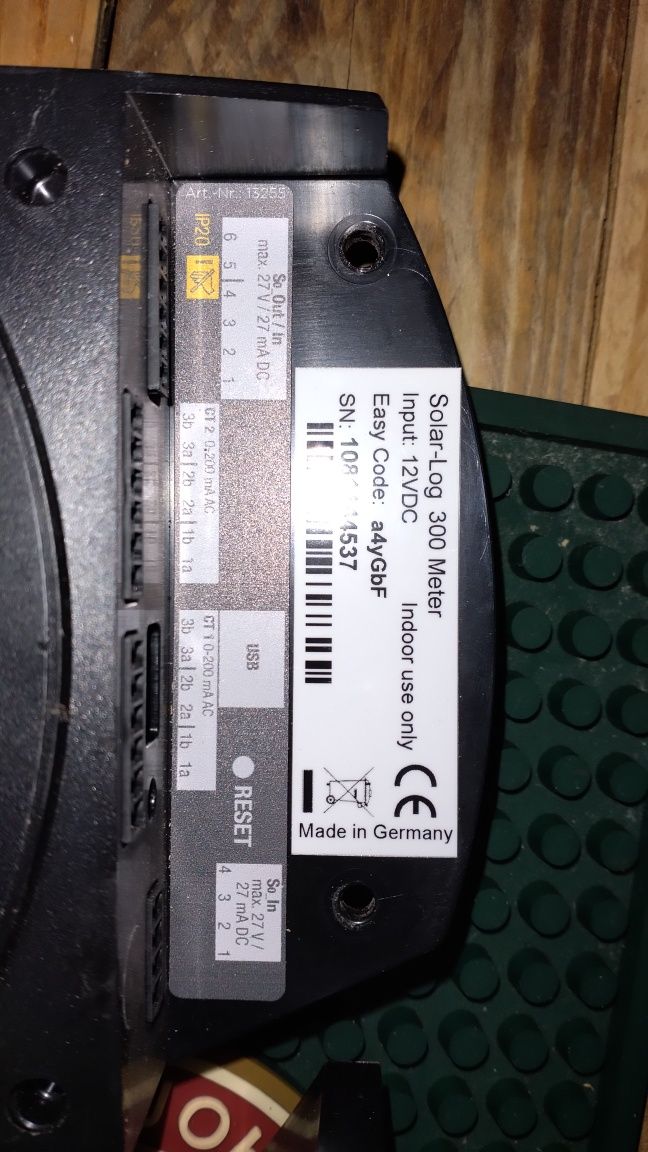 Solar-Log 300 Meter
Input: 12VDC Indoor use only
Easy Code: a4yGbF
SN: 4537
CE
Made in Germany
Art.-Nr.: 13255
IP20
S0 Out / In
max. 27 V / 27 mA DC
6 5 | 4 3 2 1
CT 2 0-200 mA AC
3b 3a | 2b 2a | 1b 1a
USB
CT 1 0-200 mA AC
3b 3a | 2b 2a | 1b 1a
RESET
S0 In
max. 27 V /
27 mA DC
4 3 2 1